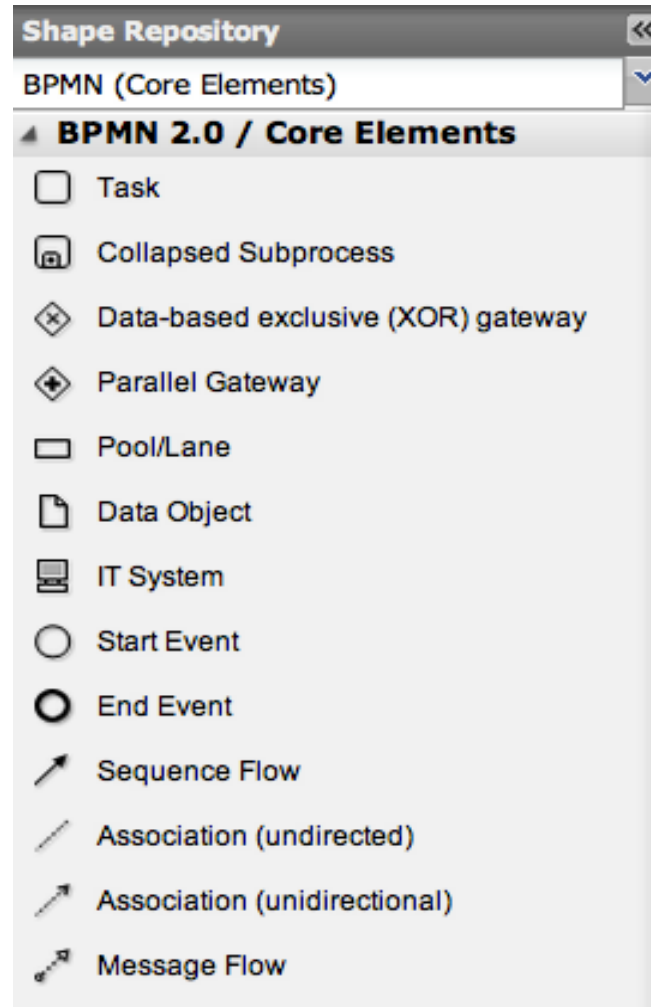 Shape Repository
BPMN (Core Elements)
BPMN 2.0 / Core Elements
Task
Collapsed Subprocess
Data-based exclusive (XOR) gateway
Parallel Gateway
Pool/Lane
Data Object
IT System
Start Event
End Event
Sequence Flow
Association (undirected)
Association (unidirectional)
Message Flow